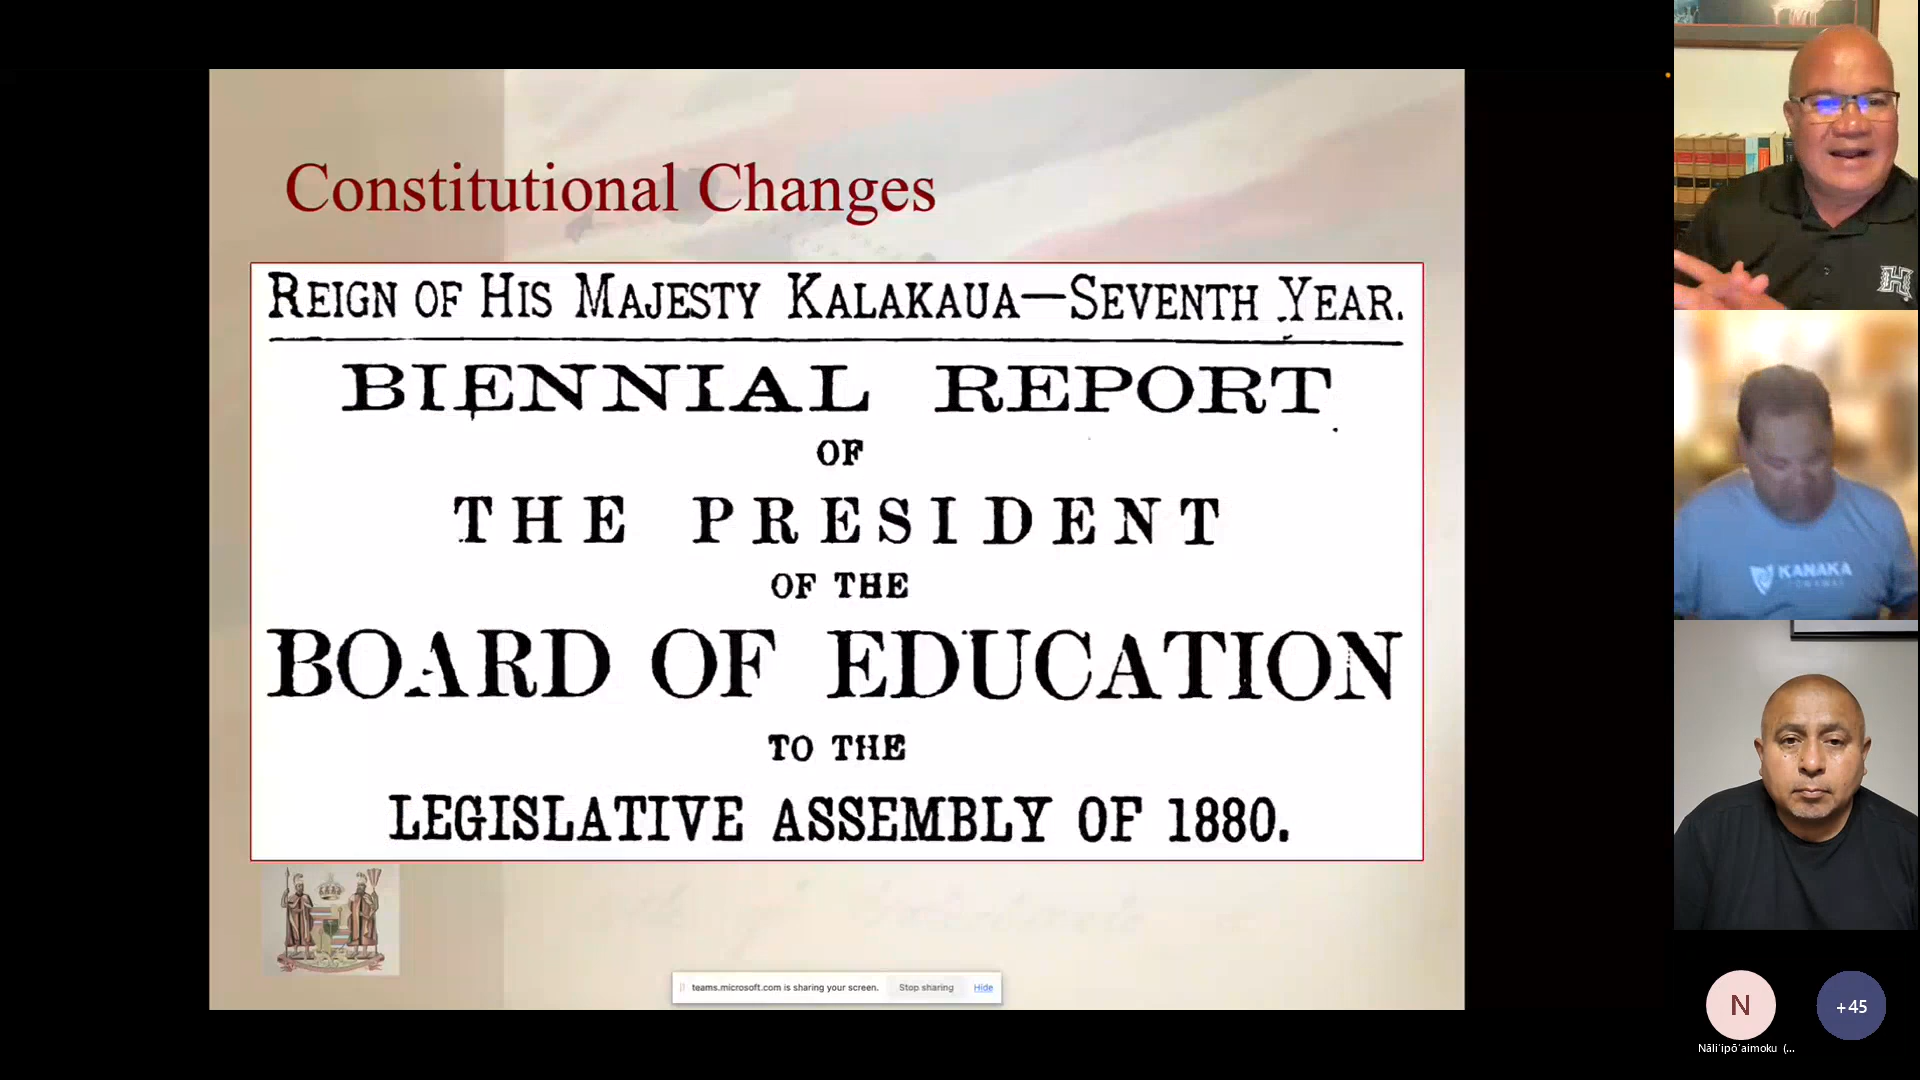 Constitutional Changes
REIGN OF HIS MAJESTY KALAKAUA—SEVENTH YEAR.
BIENNIAL REPORT
OF
THE PRESIDENT
OF THE
BOARD OF EDUCATION
TO THE
LEGISLATIVE ASSEMBLY OF 1880.
teams.microsoft.com is sharing your screen. Stop sharing Hide
H
KANAKA
N
+45
Nāliʻipōʻaimoku (...